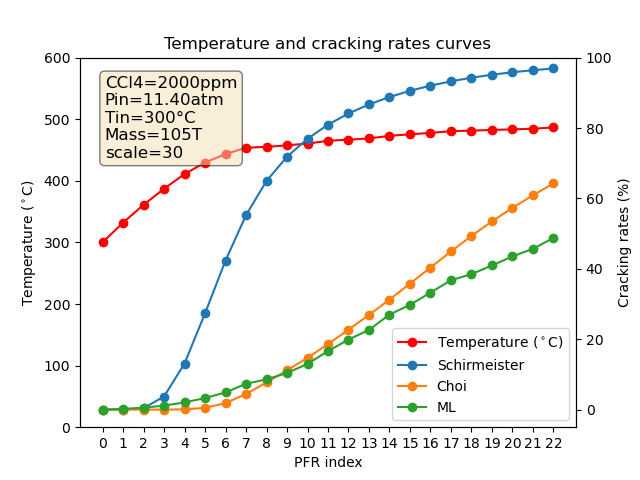 Temperature and cracking rates curves
CCl4=2000ppm
Pin=11.40atm
Tin=300°C
Mass=105T
scale=30
Temperature (°C)
600
500
400
300
200
100
0
Cracking rates (%)
100
80
60
40
20
0
Temperature (°C)
Schirmeister
Choi
ML
0 1 2 3 4 5 6 7 8 9 10 11 12 13 14 15 16 17 18 19 20 21 22
PFR index